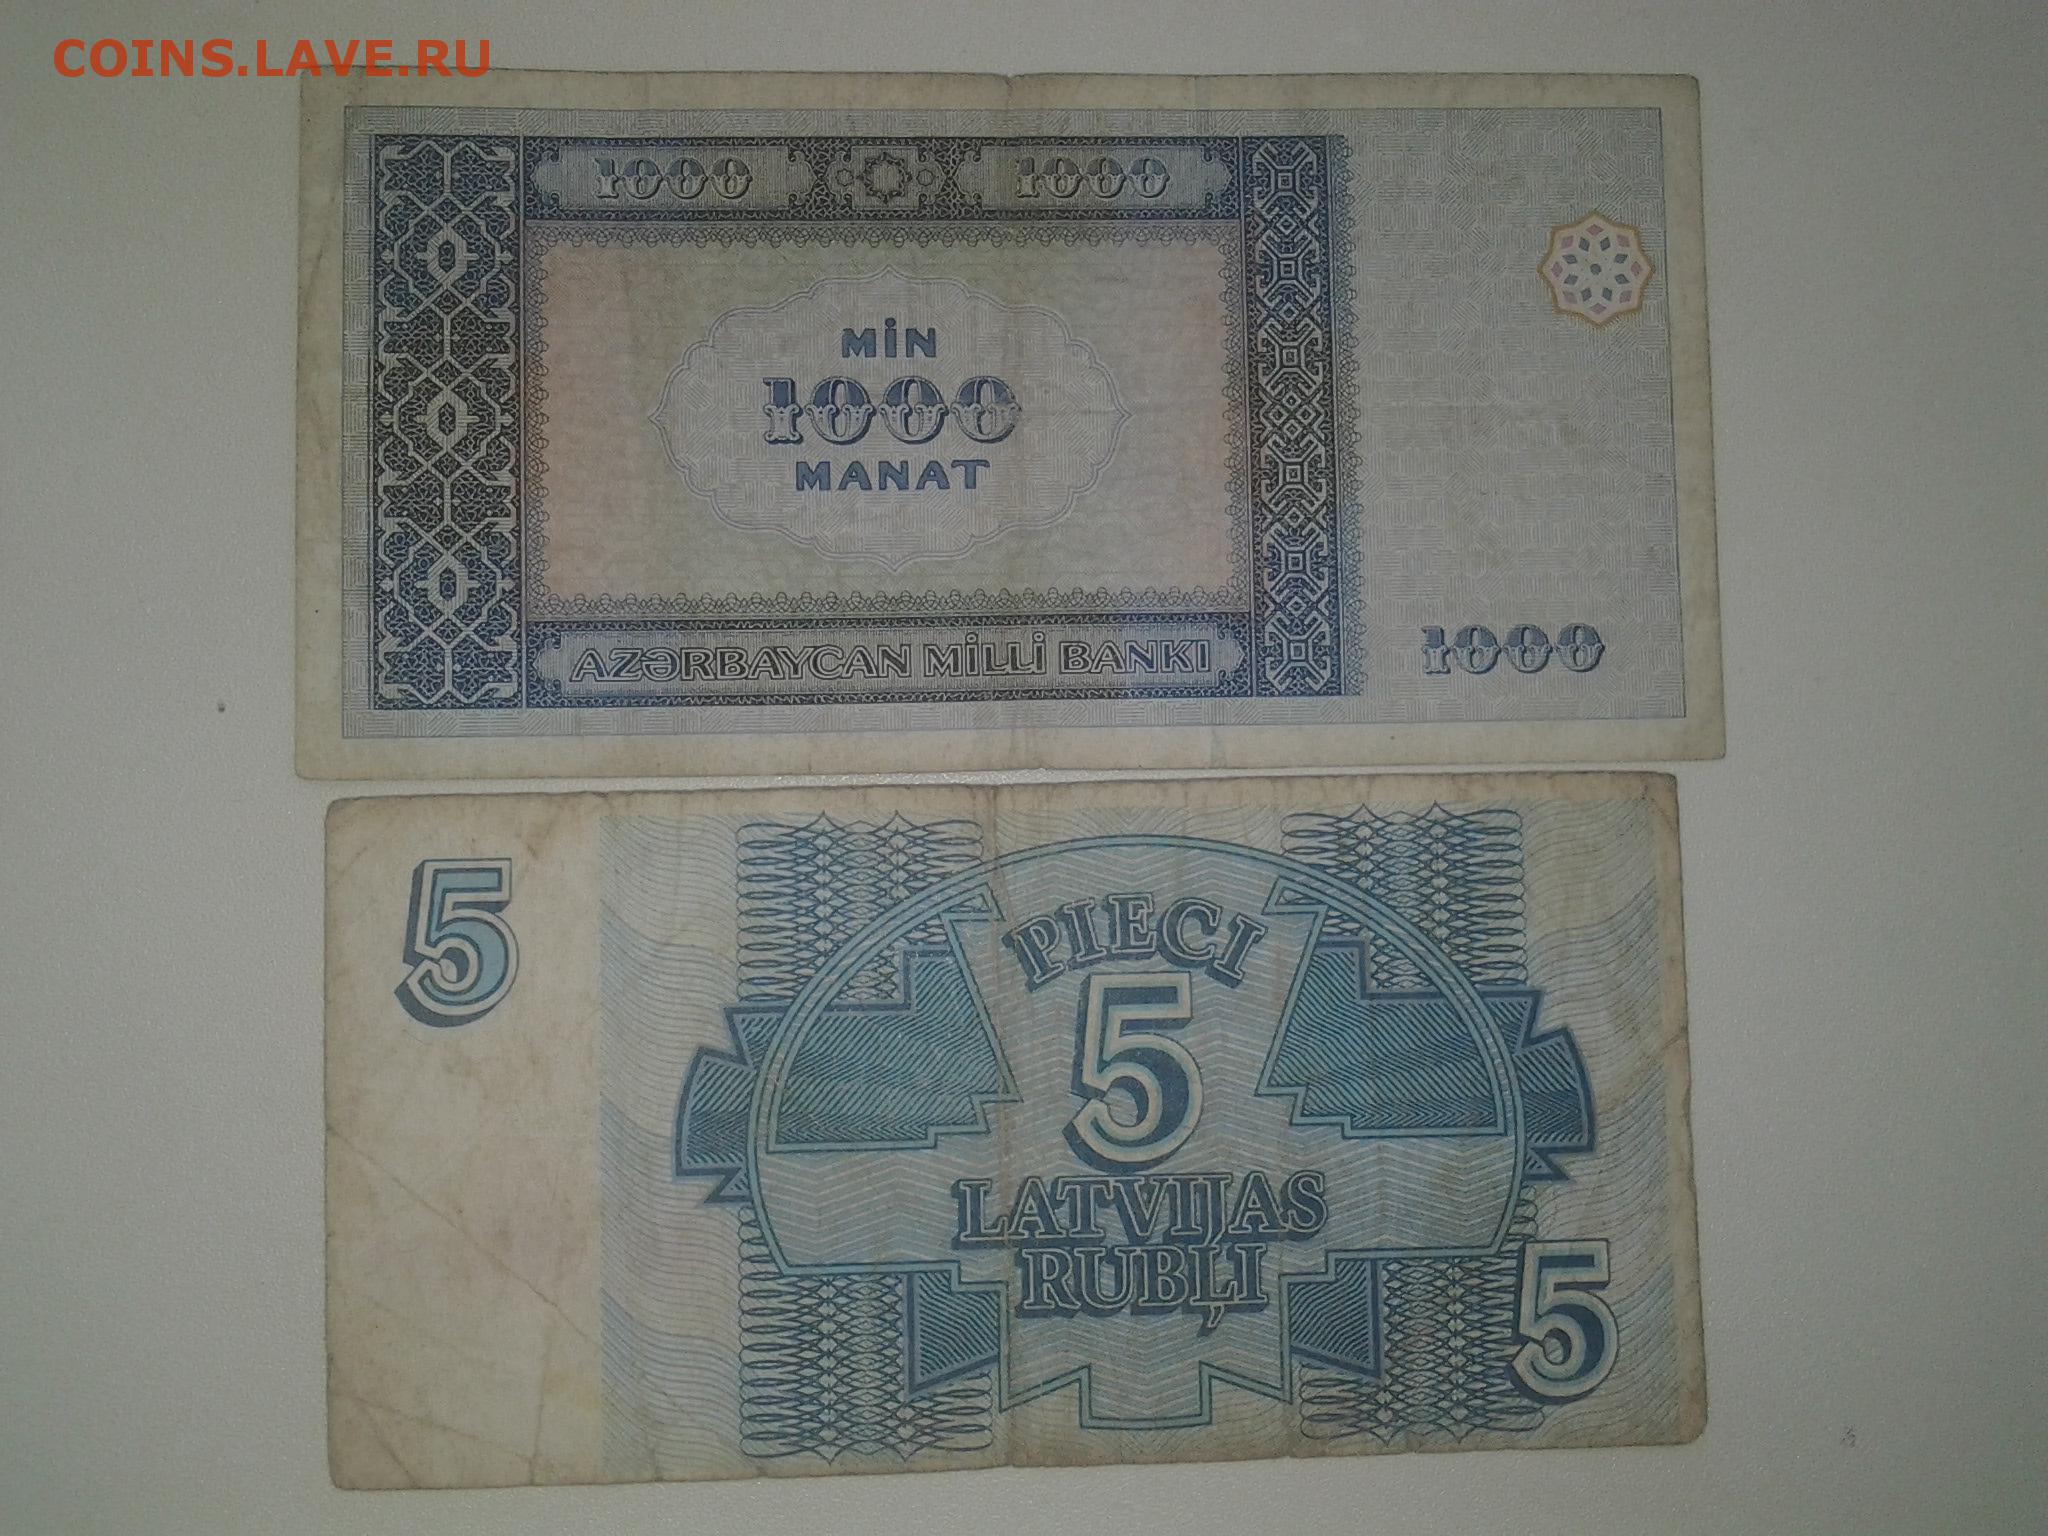 COINS.LAVE.RU
1000 1000
MİN
1000
MANAT
AZƏRBAYCAN MİLLİ BANKI
1000
5
PIECI
5
LATVIJAS
RUBĻI
5